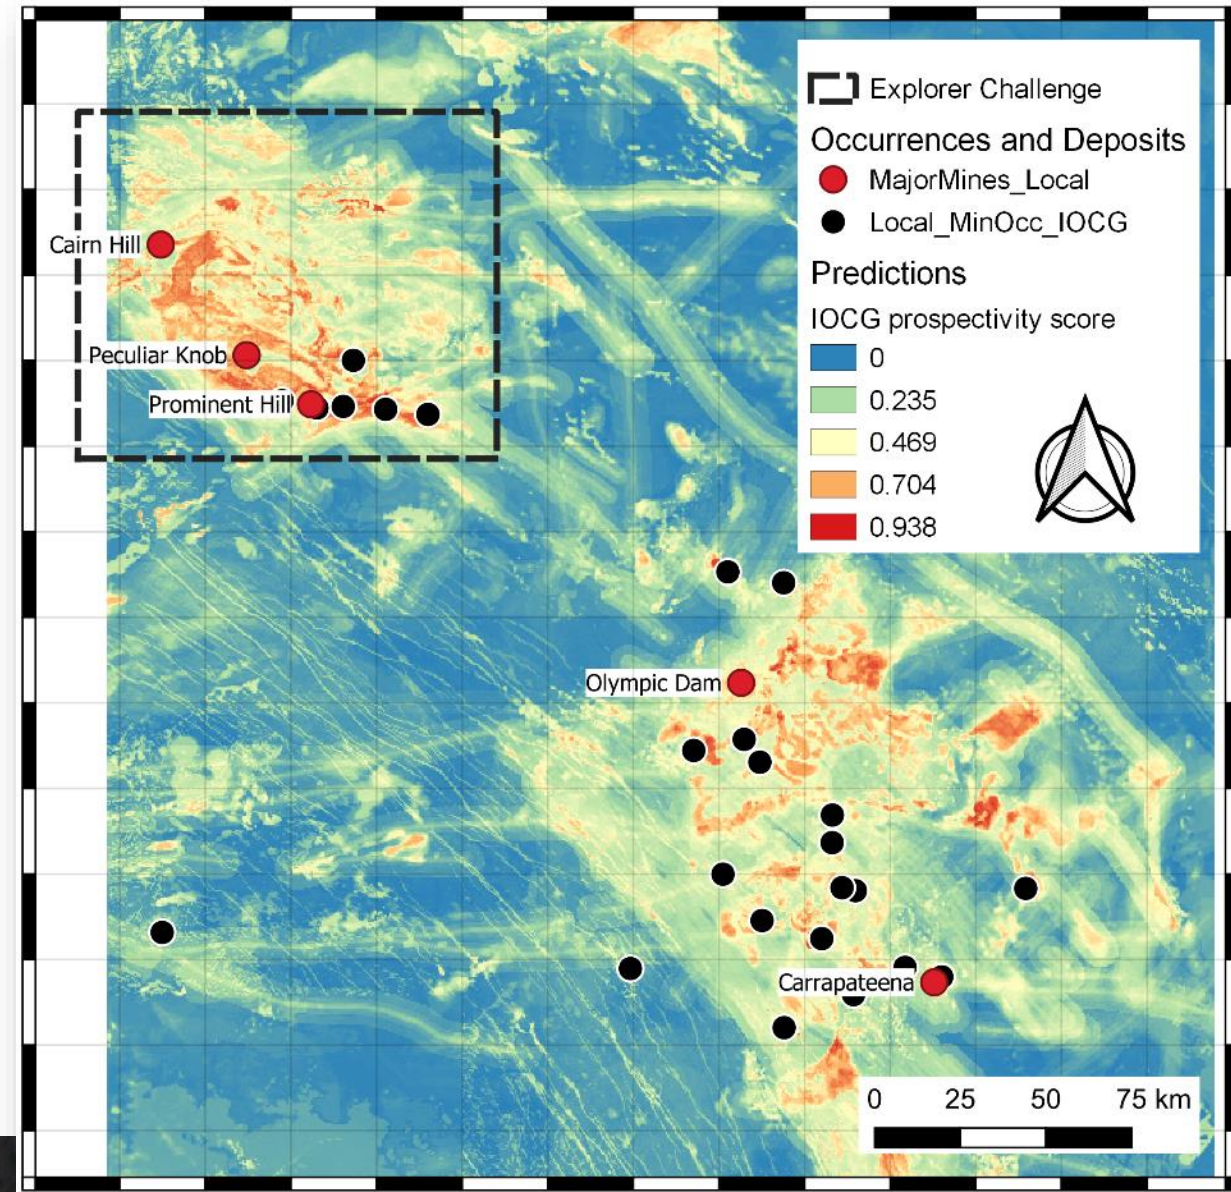 Explorer Challenge
Occurrences and Deposits
MajorMines_Local
Local_MinOcc_IOCG
Predictions
IOCG prospectivity score
0
0.235
0.469
0.704
0.938
Cairn Hill
Peculiar Knob
Prominent Hill
Olympic Dam
Carrapateena
0 25 50 75 km